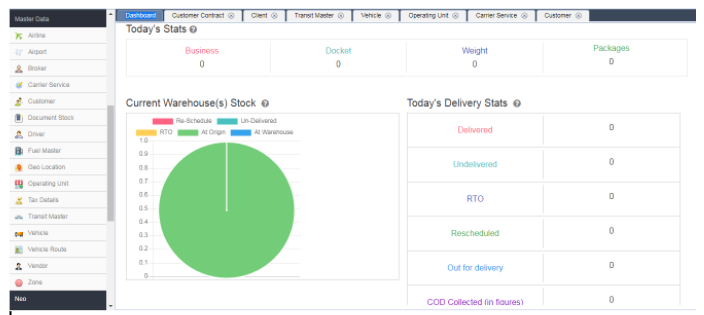 Master Data
Airline
Airport
Broker
Carrier Service
Customer
Document Stock
Driver
Fuel Master
Geo Location
Operating Unit
Tax Details
Transit Master
Vehicle
Vehicle Route
Vendor
Zone
Neo
Dashboard Customer Contract Client Transit Master Vehicle Operating Unit Carrier Service Customer
Today's Stats
Business Docket Weight Packages
0 0 0 0
Current Warehouse(s) Stock
Re-Schedule Un-Delivered
RTO At Origin At Warehouse
1.0
0.9
0.8
0.7
0.6
0.5
0.4
0.3
0.2
0.1
0
Today's Delivery Stats
Delivered 0
Undelivered 0
RTO 0
Rescheduled 0
Out for delivery 0
COD Collected (in figures) 0